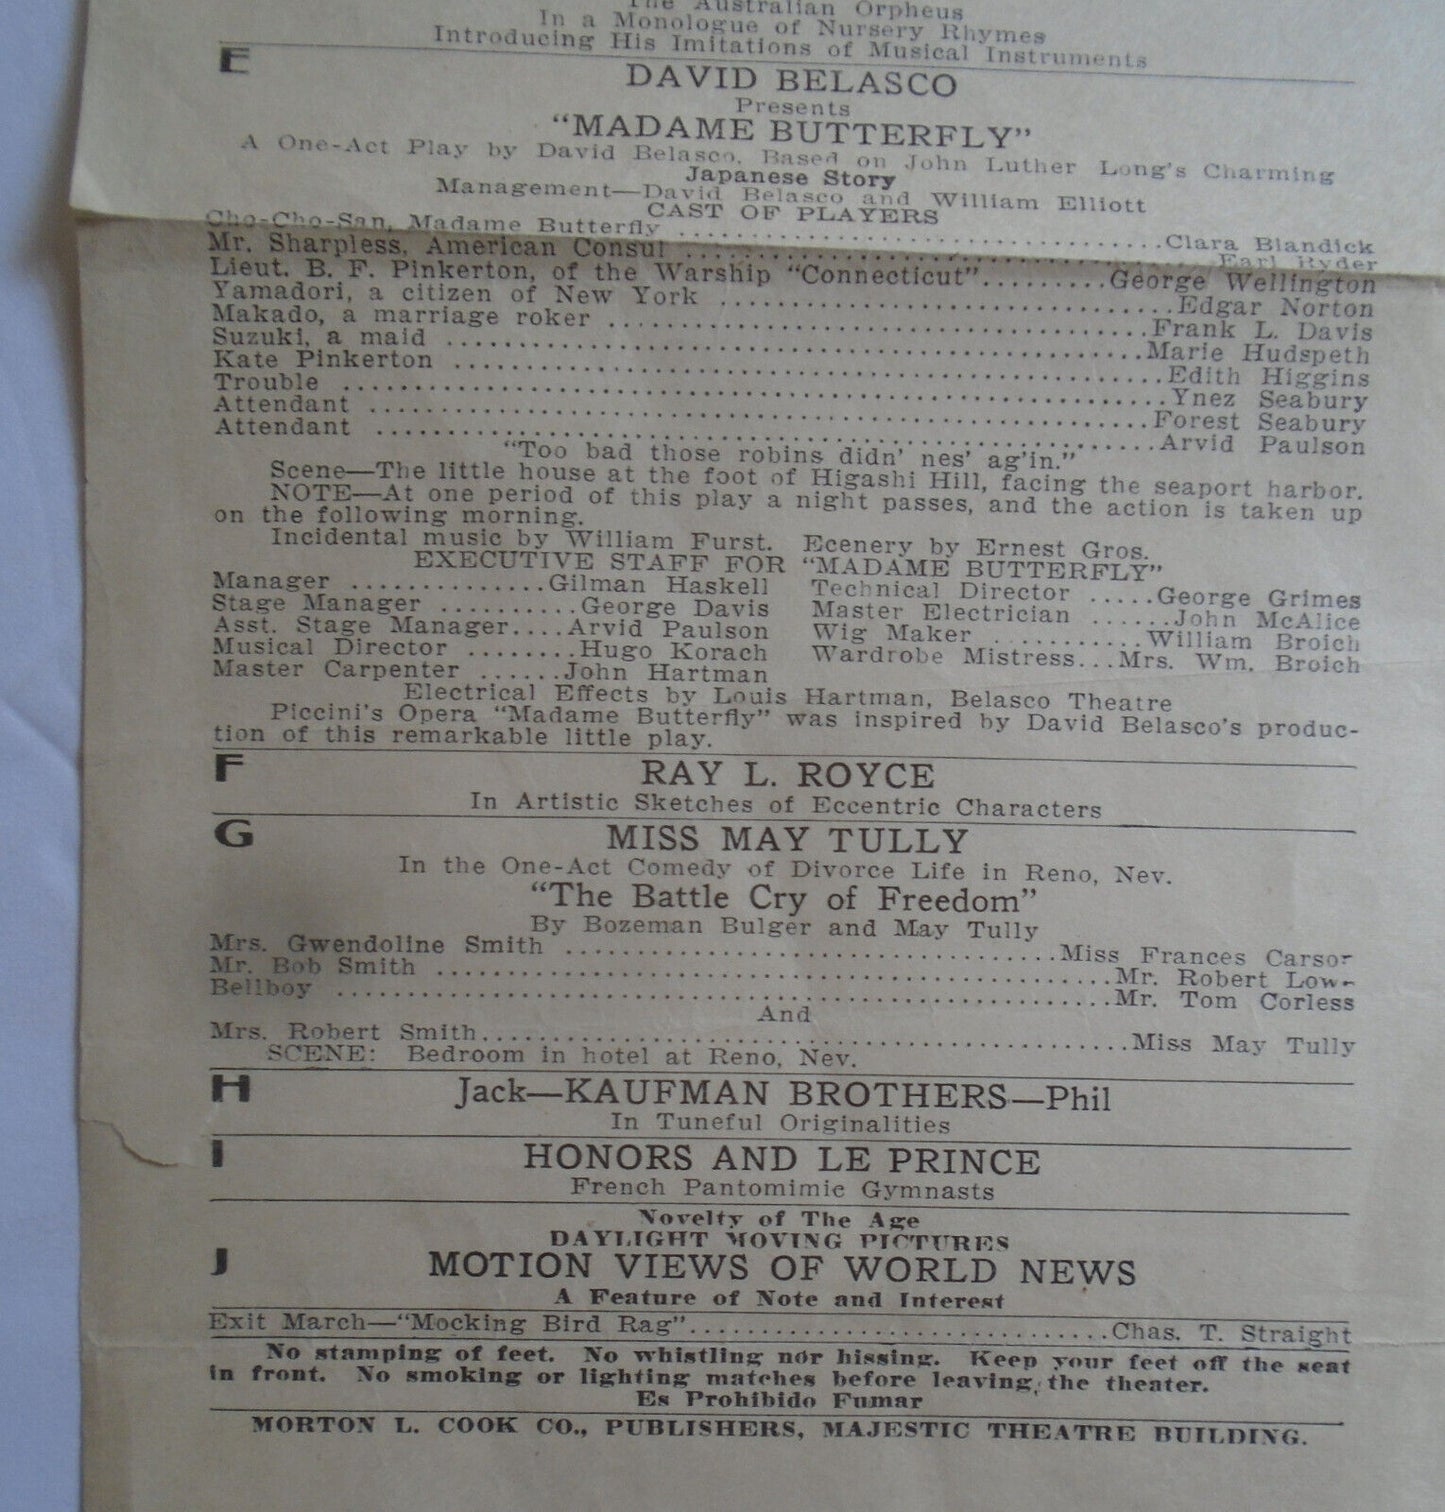 The Australian Orpheus
In a Monologue of Nursery Rhymes
Introducing His Imitations of Musical Instruments
E
DAVID BELASCO
Presents
"MADAME BUTTERFLY"
A One-Act Play by David Belasco, Based on John Luther Long's Charming
Japanese Story
Management—David Belasco and William Elliott
CAST OF PLAYERS
Cho-Cho-San, Madame Butterfly ..............................Clara Blandick
Mr. Sharpless, American Consul ..............................Earl Ryder
Lieut. B. F. Pinkerton, of the Warship "Connecticut".........George Wellington
Yamadori, a citizen of New York ..............................Edgar Norton
Makado, a marriage roker ..............................Frank L. Davis
Suzuki, a maid ..............................Marie Hudspeth
Kate Pinkerton ..............................Edith Higgins
Trouble ..............................Ynez Seabury
Attendant ..............................Forest Seabury
Attendant ..............................Arvid Paulson
"Too bad those robins didn' nes' ag'in."
Scene—The little house at the foot of Higashi Hill, facing the seaport harbor.
NOTE—At one period of this play a night passes, and the action is taken up
on the following morning.
Incidental music by William Furst. Ecenery by Ernest Gros.
EXECUTIVE STAFF FOR "MADAME BUTTERFLY"
Manager ..............Gilman Haskell Technical Director .....George Grimes
Stage Manager ..........George Davis Master Electrician ......John McAlice
Asst. Stage Manager....Arvid Paulson Wig Maker ...........William Broich
Musical Director ........Hugo Korach Wardrobe Mistress...Mrs. Wm. Broich
Master Carpenter ......John Hartman
Electrical Effects by Louis Hartman, Belasco Theatre
Piccini's Opera "Madame Butterfly" was inspired by David Belasco's produc-
tion of this remarkable little play.
F
RAY L. ROYCE
In Artistic Sketches of Eccentric Characters
G
MISS MAY TULLY
In the One-Act Comedy of Divorce Life in Reno, Nev.
"The Battle Cry of Freedom"
By Bozeman Bulger and May Tully
Mrs. Gwendoline Smith ..............................Miss Frances Carsor
Mr. Bob Smith ..............................Mr. Robert Low
Bellboy ..............................Mr. Tom Corless
And
Mrs. Robert Smith..............................Miss May Tully
SCENE: Bedroom in hotel at Reno, Nev.
H
Jack—KAUFMAN BROTHERS—Phil
In Tuneful Originalities
I
HONORS AND LE PRINCE
French Pantomimic Gymnasts
Novelty of The Age
DAYLIGHT MOVING PICTURES
J
MOTION VIEWS OF WORLD NEWS
A Feature of Note and Interest
Exit March—"Mocking Bird Rag"..............................Chas. T. Straight
No stamping of feet. No whistling nor hissing. Keep your feet off the seat
in front. No smoking or lighting matches before leaving the theater.
Es Prohibido Fumar
MORTON L. COOK CO., PUBLISHERS, MAJESTIC THEATRE BUILDING.